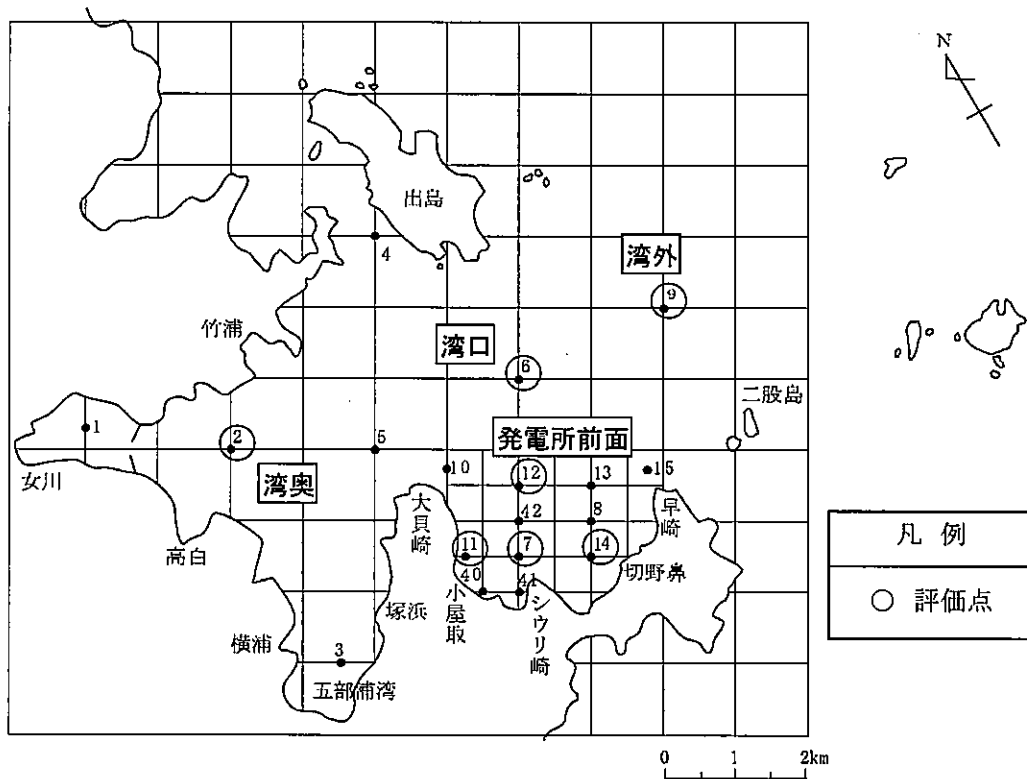 N
出島
4
湾外
9
竹浦
湾口
6
二股島
発電所前面
1
2
5
10
12
13
15
女川
湾奥
大貝崎
42
8
早崎
高白
11
7
14
凡例
40
41
切野鼻
○ 評価点
塚浜
小屋取
シウリ崎
横浦
3
五部浦湾
0 1 2km